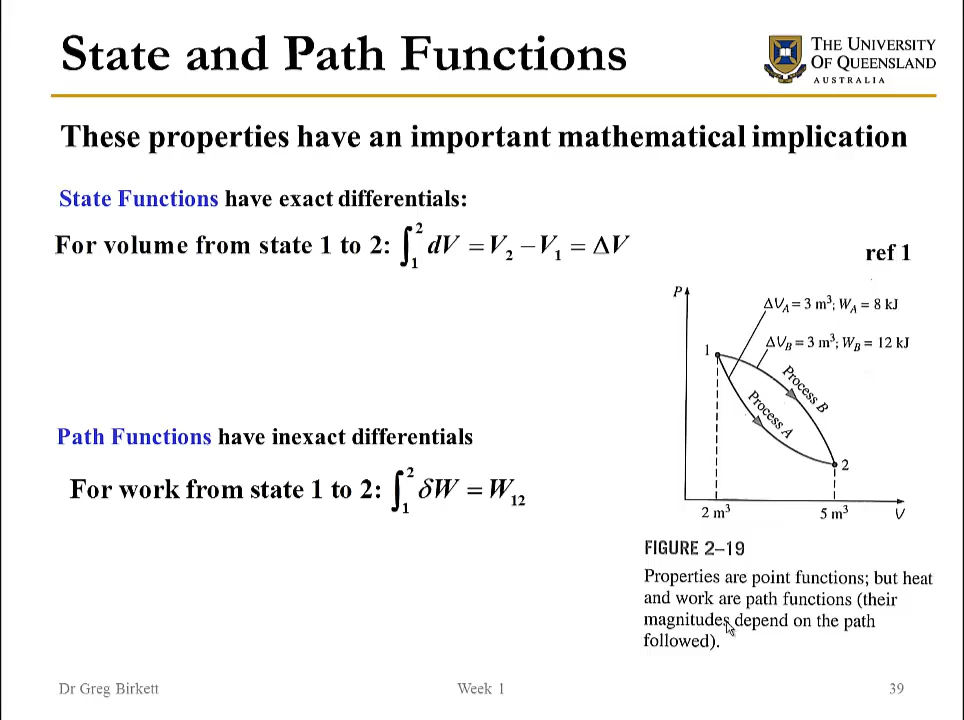 State and Path Functions
THE UNIVERSITY
OF QUEENSLAND
AUSTRALIA
These properties have an important mathematical implication
State Functions have exact differentials:
For volume from state 1 to 2: ∫₁² dV = V₂ − V₁ = ΔV
ref 1
P
ΔV_A = 3 m³; W_A = 8 kJ
ΔV_B = 3 m³; W_B = 12 kJ
1
Process B
Process A
2
2 m³ 5 m³ V
Path Functions have inexact differentials
For work from state 1 to 2: ∫₁² δW = W₁₂
FIGURE 2–19
Properties are point functions; but heat
and work are path functions (their
magnitudes depend on the path
followed).
Dr Greg Birkett Week 1 39